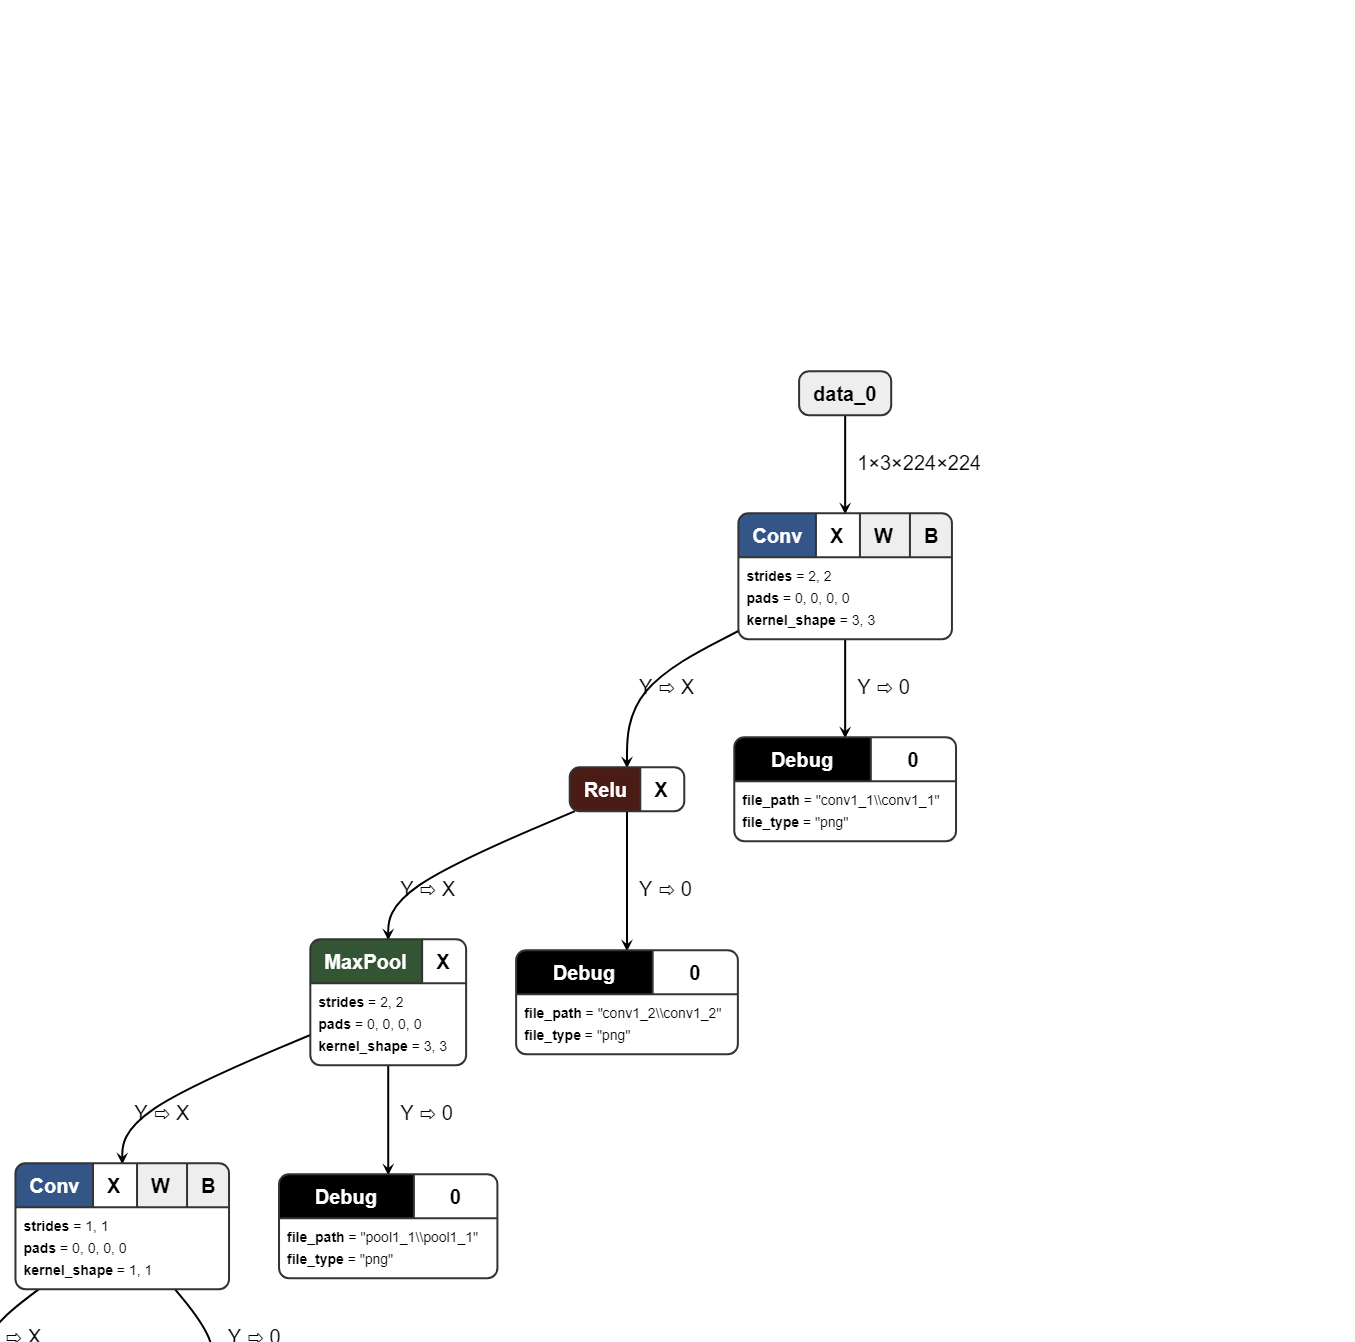 data_0
1×3×224×224
Conv X W B
strides = 2, 2
pads = 0, 0, 0, 0
kernel_shape = 3, 3
Y ⇨ X
Y ⇨ 0
Debug 0
file_path = "conv1_1\\conv1_1"
file_type = "png"
Relu X
Y ⇨ X
Y ⇨ 0
MaxPool X
strides = 2, 2
pads = 0, 0, 0, 0
kernel_shape = 3, 3
Debug 0
file_path = "conv1_2\\conv1_2"
file_type = "png"
Y ⇨ X
Y ⇨ 0
Conv X W B
strides = 1, 1
pads = 0, 0, 0, 0
kernel_shape = 1, 1
Debug 0
file_path = "pool1_1\\pool1_1"
file_type = "png"
⇨ X
Y ⇨ 0